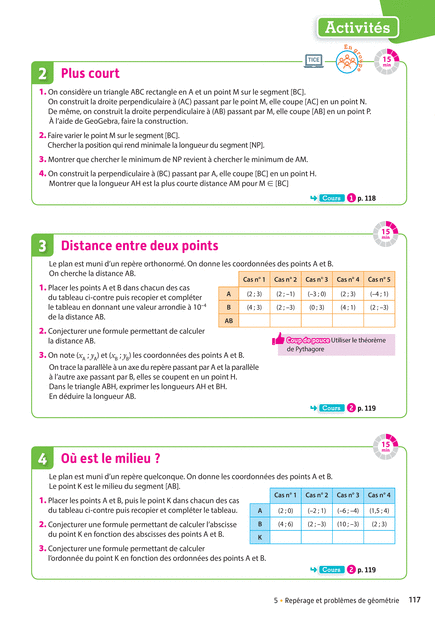 Activités
2 Plus court
TICE
En groupe
15 min
1. On considère un triangle ABC rectangle en A et un point M sur le segment [BC].
On construit la droite perpendiculaire à (AC) passant par le point M, elle coupe [AC] en un point N.
De même, on construit la droite perpendiculaire à (AB) passant par M, elle coupe [AB] en un point P.
À l'aide de GeoGebra, faire la construction.
2. Faire varier le point M sur le segment [BC].
Chercher la position qui rend minimale la longueur du segment [NP].
3. Montrer que chercher le minimum de NP revient à chercher le minimum de AM.
4. On construit la perpendiculaire à (BC) passant par A, elle coupe [BC] en un point H.
Montrer que la longueur AH est la plus courte distance AM pour M ∈ [BC]
Cours 1 p. 118
15 min
3 Distance entre deux points
Le plan est muni d'un repère orthonormé. On donne les coordonnées des points A et B.
On cherche la distance AB.
1. Placer les points A et B dans chacun des cas
du tableau ci-contre puis recopier et compléter
le tableau en donnant une valeur arrondie à 10⁻⁴
de la distance AB.
Cas n° 1 Cas n° 2 Cas n° 3 Cas n° 4 Cas n° 5
A (2 ; 3) (2 ; –1) (–3 ; 0) (2 ; 3) (–4 ; 1)
B (4 ; 3) (2 ; –3) (0 ; 3) (4 ; 1) (2 ; –3)
AB
2. Conjecturer une formule permettant de calculer
la distance AB.
Coup de pouce Utiliser le théorème
de Pythagore
3. On note (xA ; yA) et (xB ; yB) les coordonnées des points A et B.
On trace la parallèle à un axe du repère passant par A et la parallèle
à l'autre axe passant par B, elles se coupent en un point H.
Dans le triangle ABH, exprimer les longueurs AH et BH.
En déduire la longueur AB.
Cours 2 p. 119
15 min
4 Où est le milieu ?
Le plan est muni d'un repère quelconque. On donne les coordonnées des points A et B.
Le point K est le milieu du segment [AB].
1. Placer les points A et B, puis le point K dans chacun des cas
du tableau ci-contre puis recopier et compléter le tableau.
2. Conjecturer une formule permettant de calculer l'abscisse
du point K en fonction des abscisses des points A et B.
3. Conjecturer une formule permettant de calculer
l'ordonnée du point K en fonction des ordonnées des points A et B.
Cas n° 1 Cas n° 2 Cas n° 3 Cas n° 4
A (2 ; 0) (–2 ; 1) (–6 ; –4) (1,5 ; 4)
B (4 ; 6) (2 ; –3) (10 ; –3) (2 ; 3)
K
Cours 2 p. 119
5 • Repérage et problèmes de géométrie 117